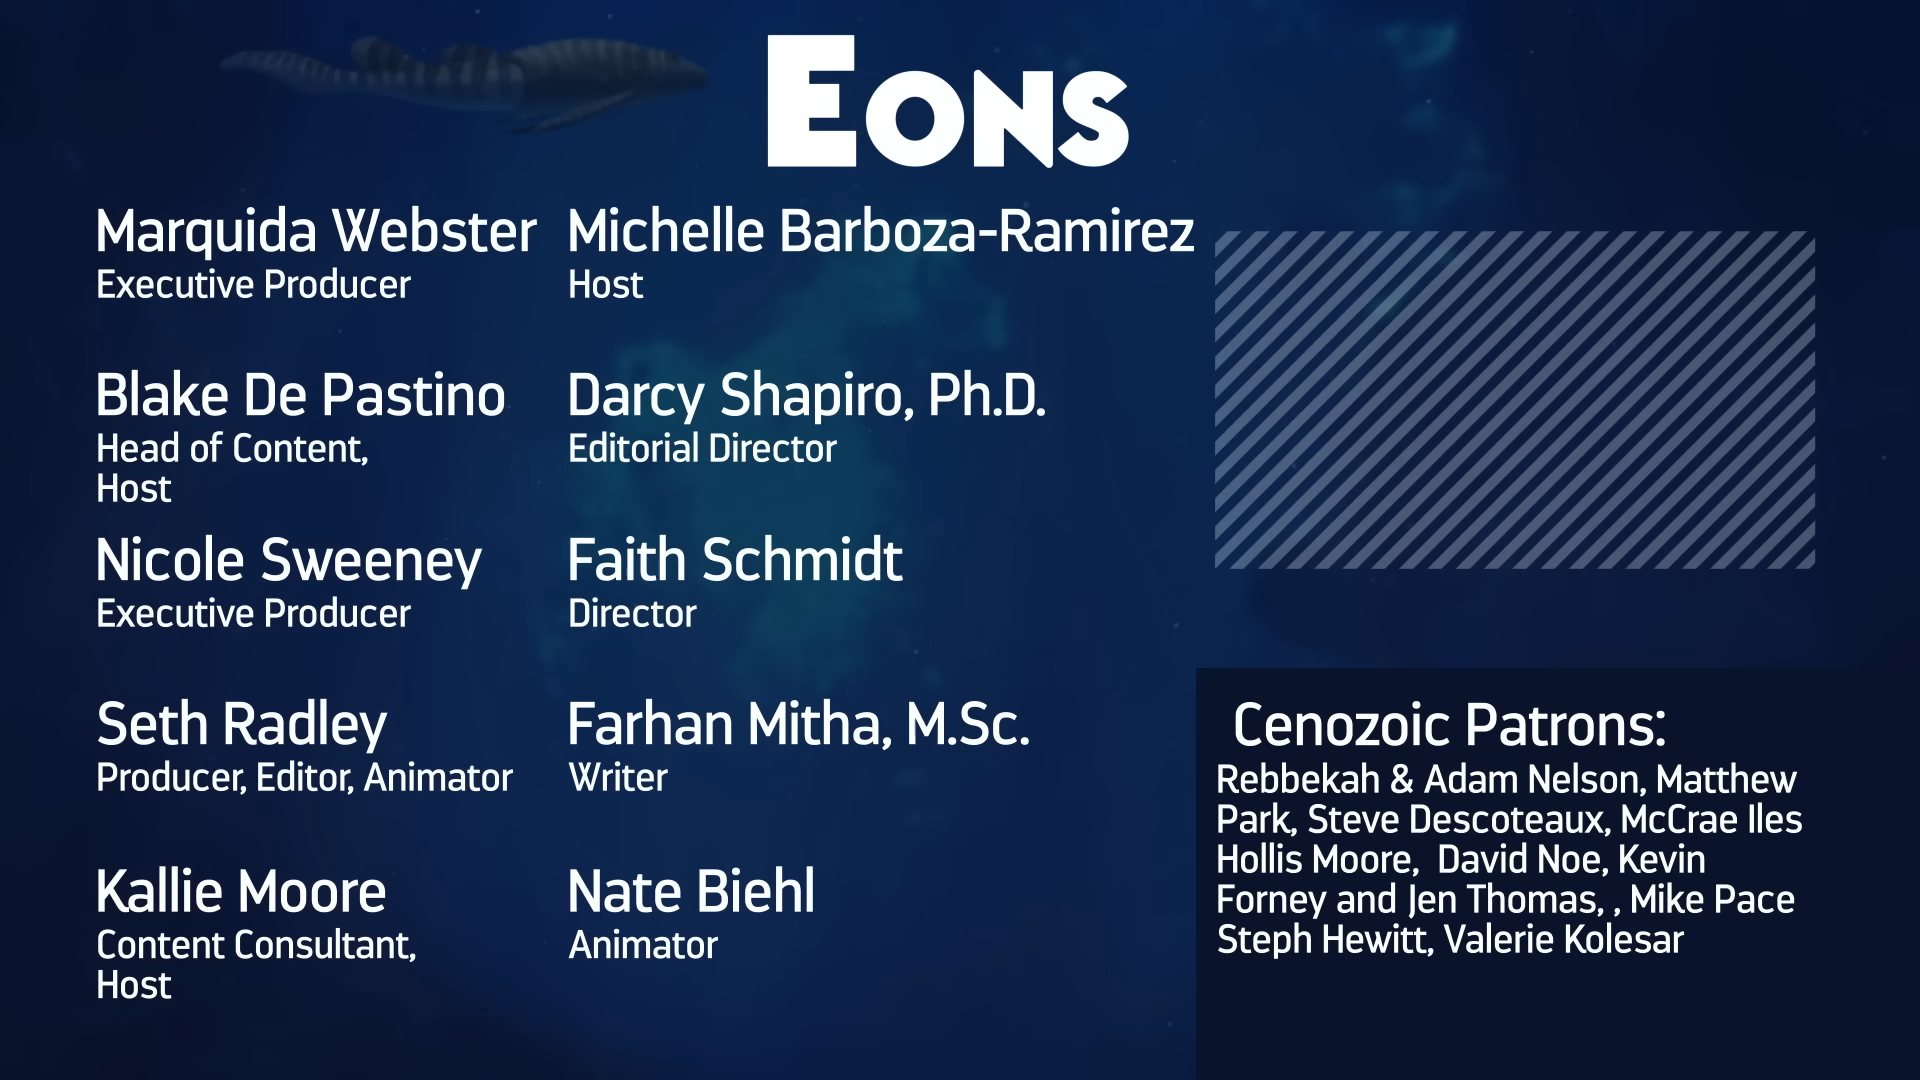 EONS
Marquida Webster
Executive Producer
Michelle Barboza-Ramirez
Host
Blake De Pastino
Head of Content,
Host
Darcy Shapiro, Ph.D.
Editorial Director
Nicole Sweeney
Executive Producer
Faith Schmidt
Director
Seth Radley
Producer, Editor, Animator
Farhan Mitha, M.Sc.
Writer
Kallie Moore
Content Consultant,
Host
Nate Biehl
Animator
Cenozoic Patrons:
Rebbekah & Adam Nelson, Matthew
Park, Steve Descoteaux, McCrae Iles
Hollis Moore,  David Noe, Kevin
Forney and Jen Thomas, , Mike Pace
Steph Hewitt, Valerie Kolesar